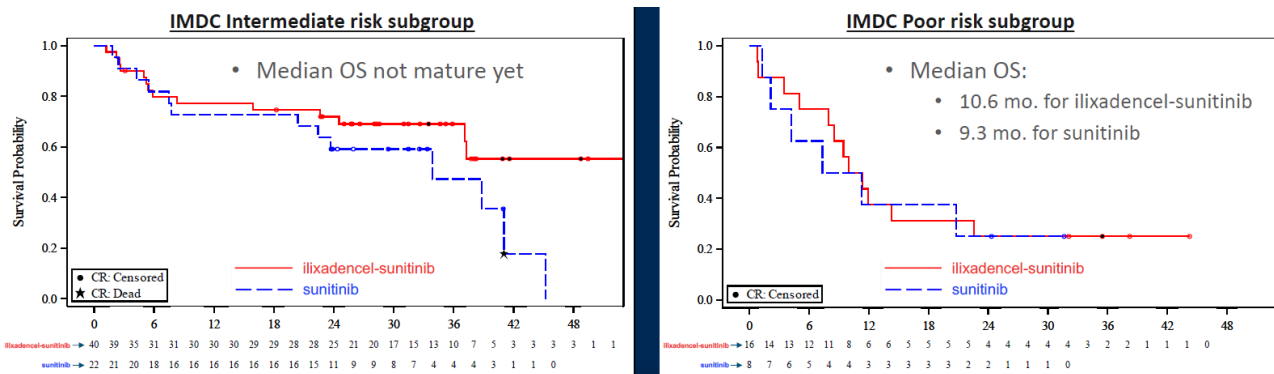 IMDC Intermediate risk subgroup
1.0
0.8
0.6
0.4
0.2
0.0
Survival Probability
• Median OS not mature yet
ilixadencel-sunitinib
sunitinib
CR: Censored
CR: Dead
0 6 12 18 24 30 36 42 48
ilixadencel-sunitinib 40 39 35 31 31 30 30 30 29 29 28 28 25 21 20 17 15 13 10 7 5 3 3 3 3 1 1
sunitinib 22 21 20 18 16 16 16 16 16 16 15 11 9 9 8 7 4 4 4 3 1 1 0
IMDC Poor risk subgroup
1.0
0.8
0.6
0.4
0.2
0.0
Survival Probability
• Median OS:
• 10.6 mo. for ilixadencel-sunitinib
• 9.3 mo. for sunitinib
ilixadencel-sunitinib
sunitinib
CR: Censored
0 6 12 18 24 30 36 42 48
ilixadencel-sunitinib 16 14 13 12 11 8 6 6 5 5 5 5 4 4 4 4 4 3 2 2 1 1 1 0
sunitinib 8 7 6 5 4 4 3 3 3 3 3 2 2 1 1 1 1 0